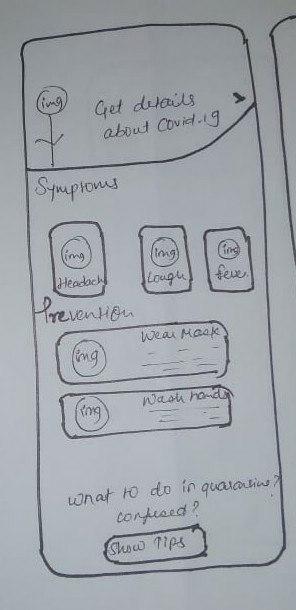 img
Get details
about Covid-19
Symptoms
img img img
Headach Cough fever
Prevention
Wear Mask
img
Wash hands
img
What to do in quarantine?
confused?
Show Tips